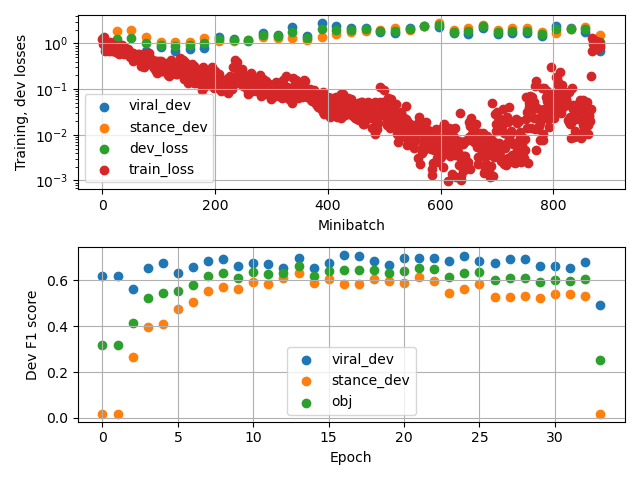 Training, dev losses
10⁰
10⁻¹
10⁻²
10⁻³
viral_dev
stance_dev
dev_loss
train_loss
0 200 400 600 800
Minibatch
Dev F1 score
0.6
0.4
0.2
0.0
viral_dev
stance_dev
obj
0 5 10 15 20 25 30
Epoch